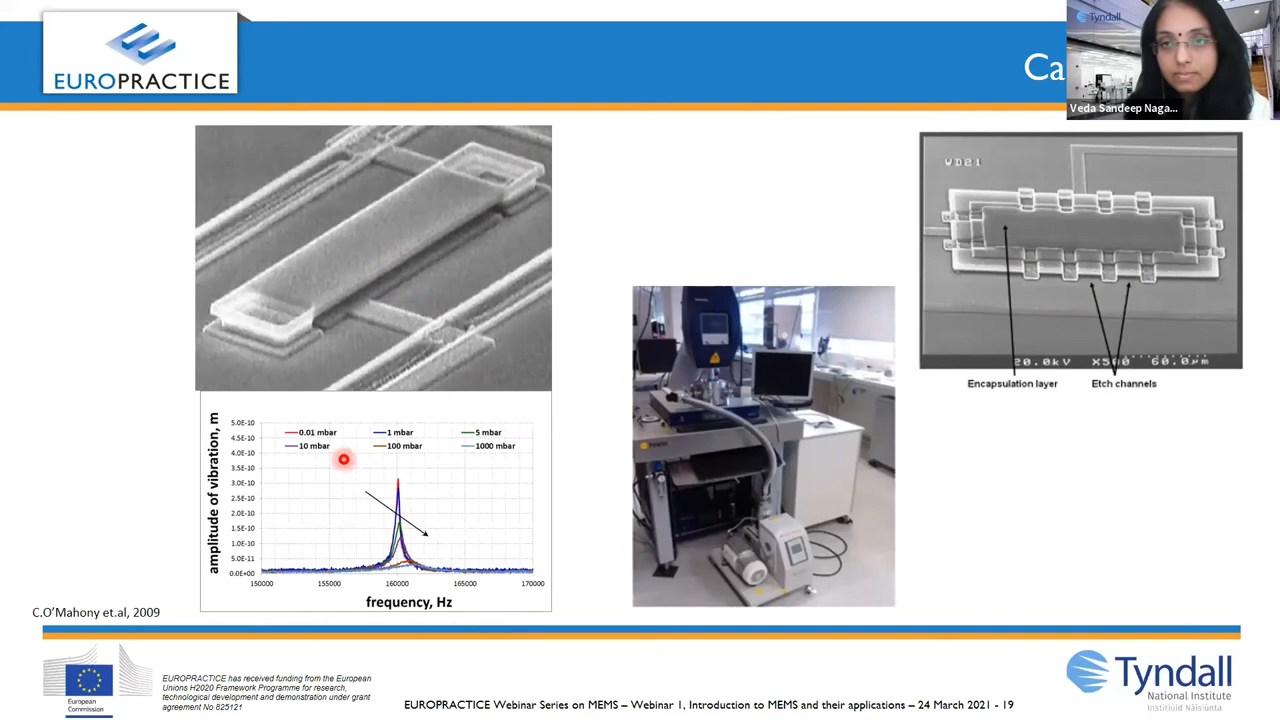 EUROPRACTICE
Ca
Tyndall
Veda Sandeep Naga...
WD21
20.0kV X500 60.0µm
Encapsulation layer
Etch channels
amplitude of vibration, m
5.0E-10
4.5E-10
4.0E-10
3.5E-10
3.0E-10
2.5E-10
2.0E-10
1.5E-10
1.0E-10
5.0E-11
0.0E+00
0.01 mbar
1 mbar
5 mbar
10 mbar
100 mbar
1000 mbar
150000
155000
160000
165000
170000
frequency, Hz
C.O’Mahony et.al, 2009
European
Commission
EUROPRACTICE has received funding from the European
Unions H2020 Framework Programme for research,
technological development and demonstration under grant
agreement No 825121
EUROPRACTICE Webinar Series on MEMS – Webinar 1, Introduction to MEMS and their applications – 24 March 2021 - 19
Tyndall
National Institute
Institiúid Náisiúnta